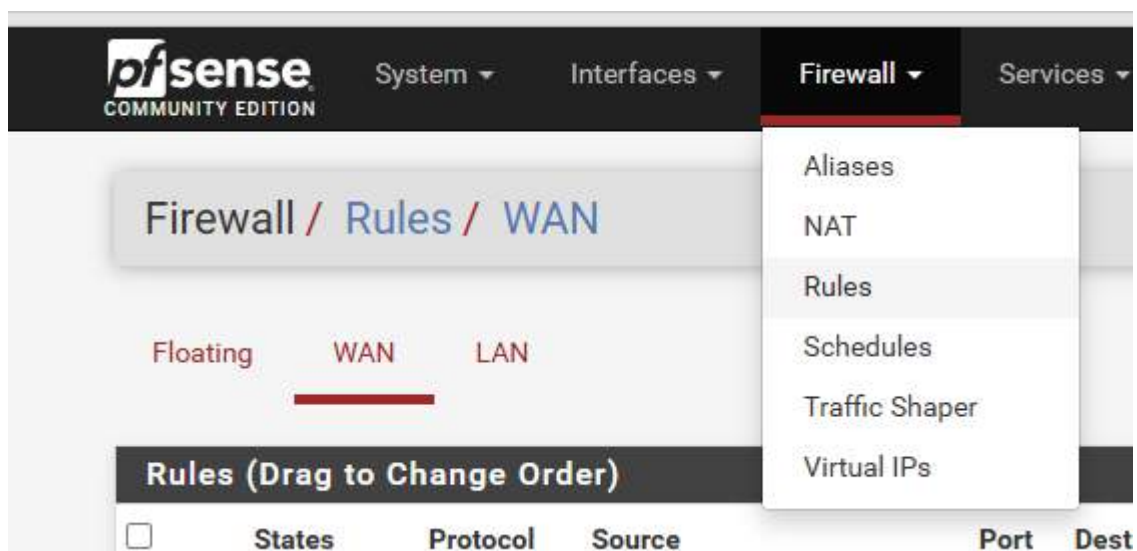 pfsense
COMMUNITY EDITION
System Interfaces Firewall Services
Aliases
NAT
Rules
Schedules
Traffic Shaper
Virtual IPs
Firewall / Rules / WAN
Floating WAN LAN
Rules (Drag to Change Order)
States Protocol Source Port Dest